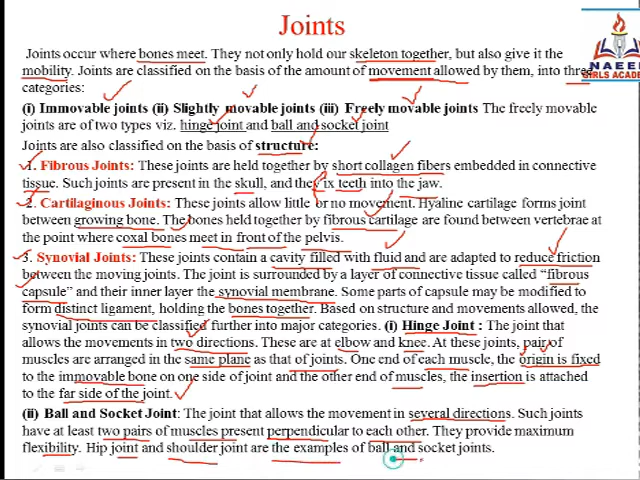 Joints
Joints occur where bones meet. They not only hold our skeleton together, but also give it the
mobility. Joints are classified on the basis of the amount of movement allowed by them, into three
categories:
(i) Immovable joints (ii) Slightly movable joints (iii) Freely movable joints The freely movable
joints are of two types viz. hinge joint and ball and socket joint
Joints are also classified on the basis of structure:
1. Fibrous Joints: These joints are held together by short collagen fibers embedded in connective
tissue. Such joints are present in the skull, and they fix teeth into the jaw.
2. Cartilaginous Joints: These joints allow little or no movement. Hyaline cartilage forms joint
between growing bone. The bones held together by fibrous cartilage are found between vertebrae at
the point where coxal bones meet in front of the pelvis.
3. Synovial Joints: These joints contain a cavity filled with fluid and are adapted to reduce friction
between the moving joints. The joint is surrounded by a layer of connective tissue called "fibrous
capsule" and their inner layer the synovial membrane. Some parts of capsule may be modified to
form distinct ligament, holding the bones together. Based on structure and movements allowed, the
synovial joints can be classified further into major categories. (i) Hinge Joint : The joint that
allows the movements in two directions. These are at elbow and knee. At these joints, pair of
muscles are arranged in the same plane as that of joints. One end of each muscle, the origin is fixed
to the immovable bone on one side of joint and the other end of muscles, the insertion is attached
to the far side of the joint.
(ii) Ball and Socket Joint: The joint that allows the movement in several directions. Such joints
have at least two pairs of muscles present perpendicular to each other. They provide maximum
flexibility. Hip joint and shoulder joint are the examples of ball and socket joints.
GIRLS ACADEMY